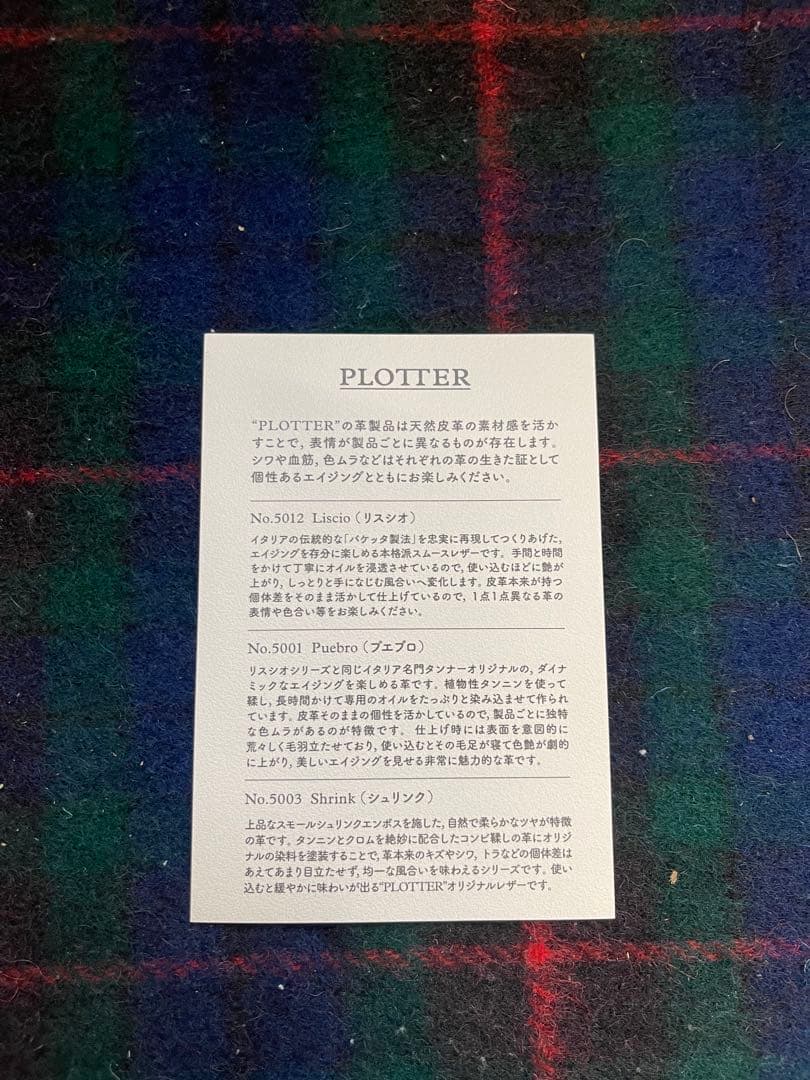 PLOTTER
“PLOTTER”の革製品は天然皮革の素材感を活か
すことで, 表情が製品ごとに異なるものが存在します。
シワや血筋, 色ムラなどはそれぞれの革の生きた証として
個性あるエイジングとともにお楽しみください。
No.5012 Liscio（リスシオ）
イタリアの伝統的な「バケッタ製法」を忠実に再現してつくりあげた,
エイジングを存分に楽しめる本格派スムースレザーです。手間と時間
をかけて丁寧にオイルを浸透させているので, 使い込むほどに艶が
上がり, しっとりと手になじむ風合いへ変化します。皮革本来が持つ
個体差をそのまま活かして仕上げているので, 1点1点異なる革の
表情や色合い等をお楽しみください。
No.5001 Puebro（プエブロ）
リスシオシリーズと同じイタリア名門タンナーオリジナルの, ダイナ
ミックなエイジングを楽しめる革です。植物性タンニンを使って
鞣し, 長時間かけて専用のオイルをたっぷりと染み込ませて作られ
ています。皮革そのままの個性を活かしているので, 製品ごとに独特
な色ムラがあるのが特徴です。仕上げ時には表面を意図的に
荒々しく毛羽立たせており, 使い込むとその毛足が寝て色艶が劇的
に上がり, 美しいエイジングを見せる非常に魅力的な革です。
No.5003 Shrink（シュリンク）
上品なスモールシュリンクエンボスを施した, 自然で柔らかなツヤが特徴
の革です。タンニンとクロムを絶妙に配合したコンビ鞣しの革にオリジ
ナルの染料を塗装することで, 革本来のキズやシワ, トラなどの個体差は
あえてあまり目立たせず, 均一な風合いを味わえるシリーズです。使い
込むと緩やかに味わいが出る“PLOTTER”オリジナルレザーです。